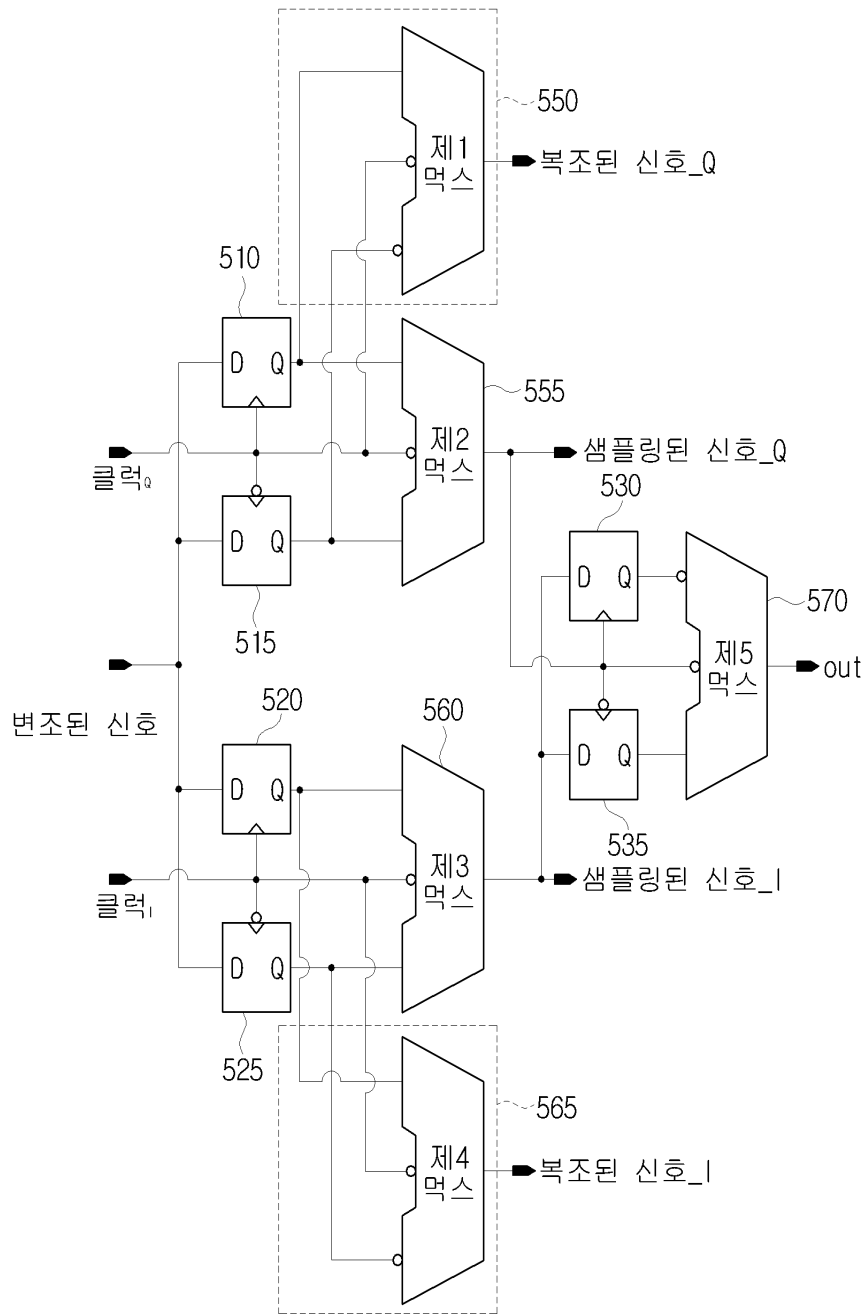 550
제1
먹스
복조된 신호_Q
510
D Q
555
제2
먹스
샘플링된 신호_Q
클럭Q
530
D Q
D Q
570
515
제5
먹스
out
변조된 신호
520
560
D Q
D Q
535
제3
먹스
샘플링된 신호_I
클럭I
D Q
525
565
제4
먹스
복조된 신호_I